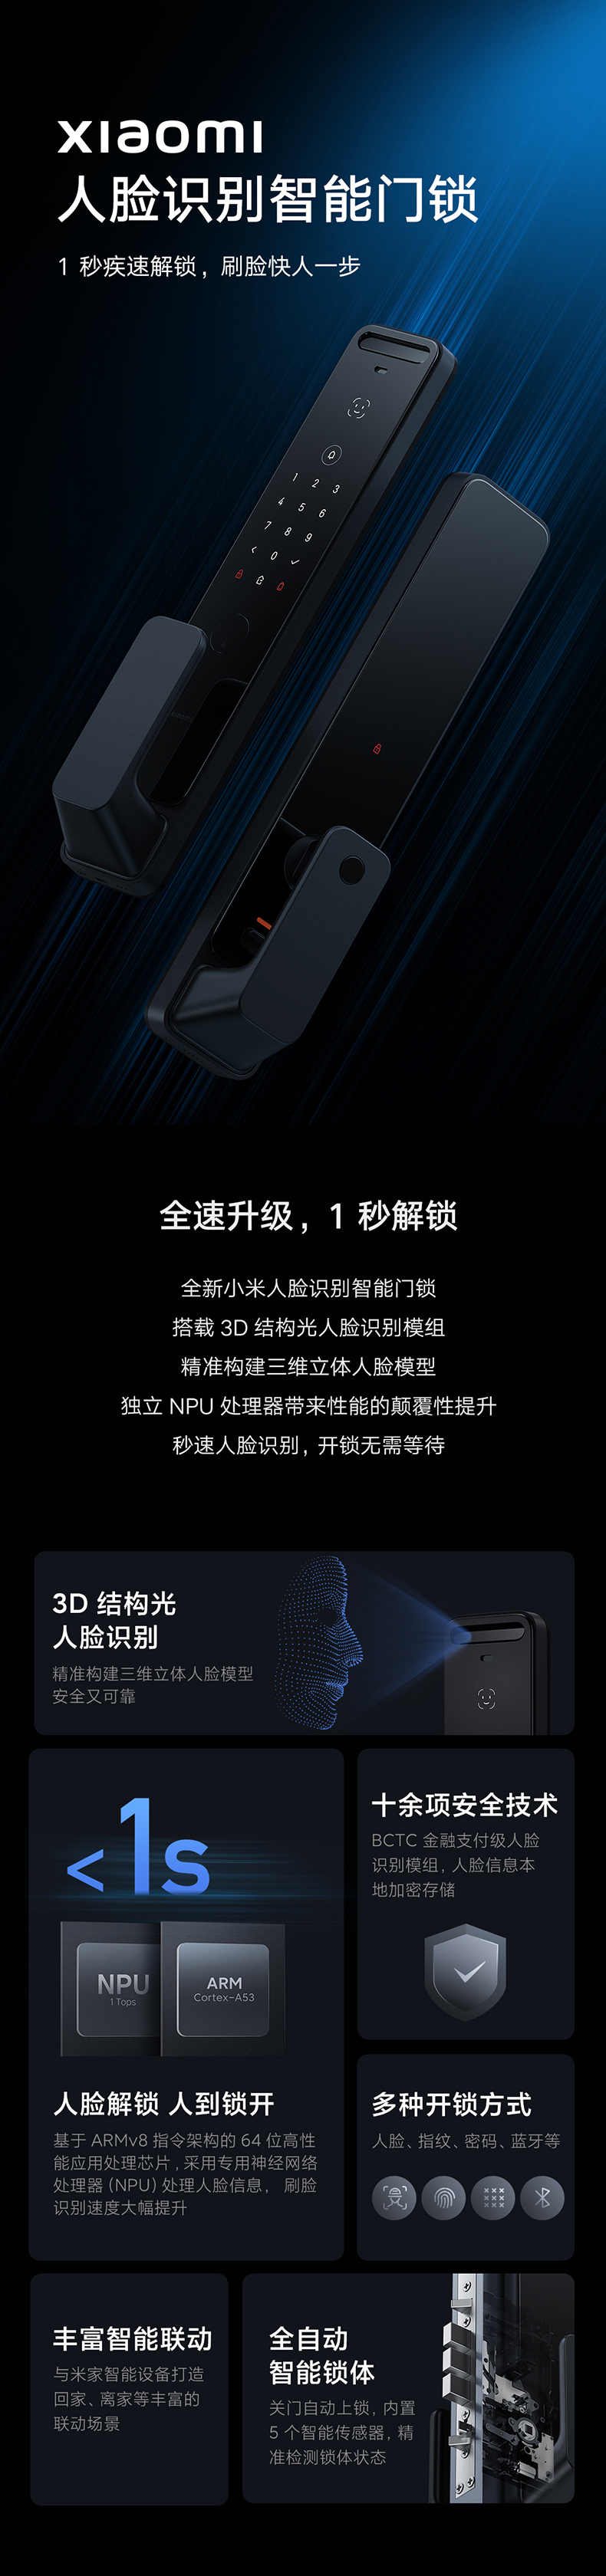 xiaomi
人脸识别智能门锁
1 秒疾速解锁，刷脸快人一步
1 2 3
4 5 6
7 8 9
0
全速升级，1 秒解锁
全新小米人脸识别智能门锁
搭载 3D 结构光人脸识别模组
精准构建三维立体人脸模型
独立 NPU 处理器带来性能的颠覆性提升
秒速人脸识别，开锁无需等待
3D 结构光
人脸识别
精准构建三维立体人脸模型
安全又可靠
<1s
NPU
1 Tops
ARM
Cortex-A53
人脸解锁 人到锁开
基于 ARMv8 指令架构的 64 位高性
能应用处理芯片，采用专用神经网络
处理器（NPU）处理人脸信息， 刷脸
识别速度大幅提升
十余项安全技术
BCTC 金融支付级人脸
识别模组，人脸信息本
地加密存储
多种开锁方式
人脸、指纹、密码、蓝牙等
丰富智能联动
与米家智能设备打造
回家、离家等丰富的
联动场景
全自动
智能锁体
关门自动上锁，内置
5 个智能传感器，精
准检测锁体状态